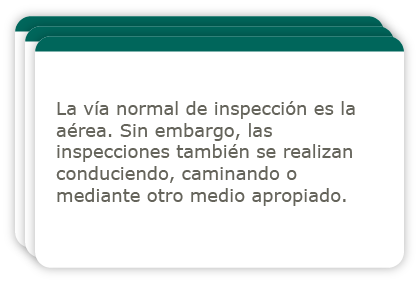 La vía normal de inspección es la
aérea. Sin embargo, las
inspecciones también se realizan
conduciendo, caminando o
mediante otro medio apropiado.